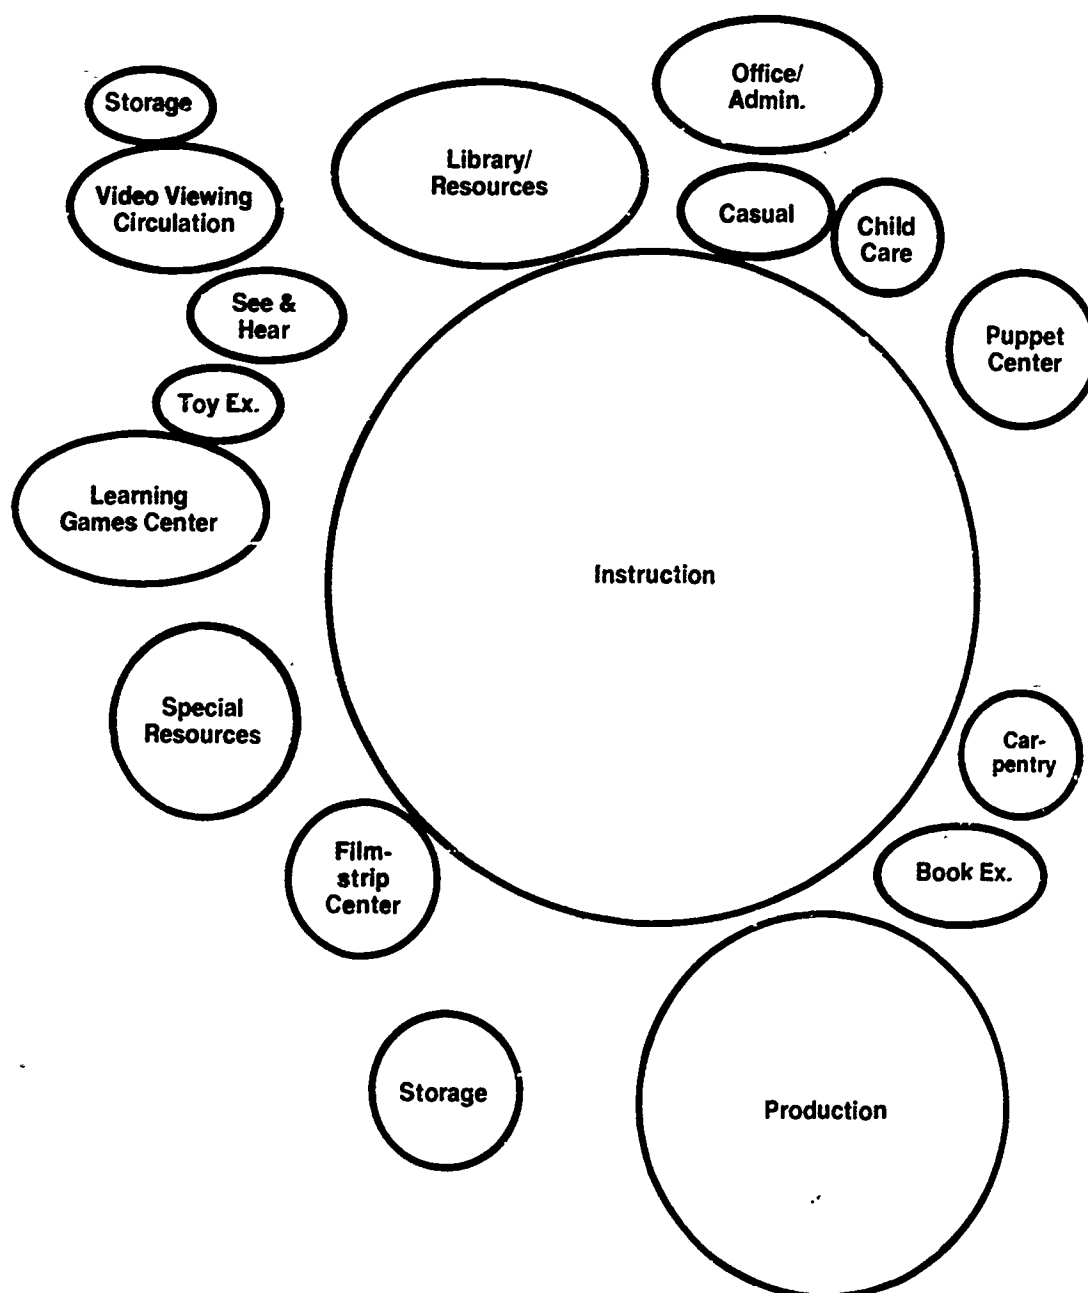 Office/
Admin.
Storage
Library/
Resources
Video Viewing
Circulation
Casual
Child
Care
See &
Hear
Puppet
Center
Toy Ex.
Learning
Games Center
Instruction
Special
Resources
Car-
pentry
Film-
strip
Center
Book Ex.
Storage
Production